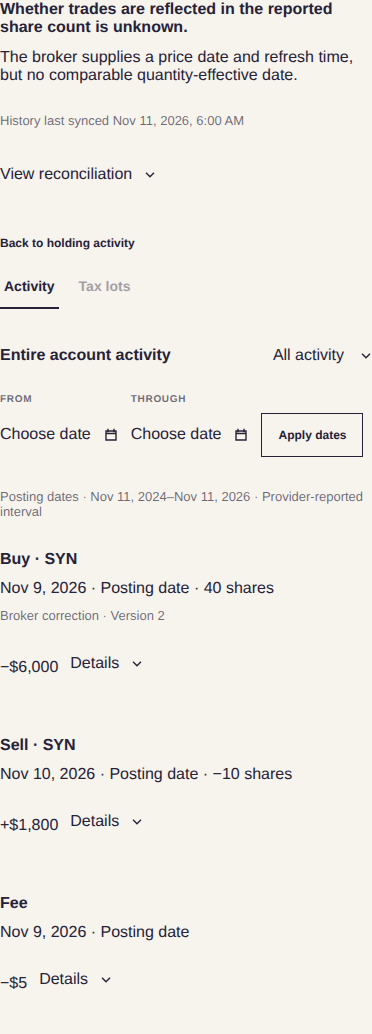 Whether trades are reflected in the reported
share count is unknown.
The broker supplies a price date and refresh time,
but no comparable quantity-effective date.
History last synced Nov 11, 2026, 6:00 AM
View reconciliation
Back to holding activity
Activity Tax lots
Entire account activity All activity
FROM THROUGH
Choose date Choose date Apply dates
Posting dates · Nov 11, 2024–Nov 11, 2026 · Provider-reported
interval
Buy · SYN
Nov 9, 2026 · Posting date · 40 shares
Broker correction · Version 2
−$6,000 Details
Sell · SYN
Nov 10, 2026 · Posting date · −10 shares
+$1,800 Details
Fee
Nov 9, 2026 · Posting date
−$5 Details